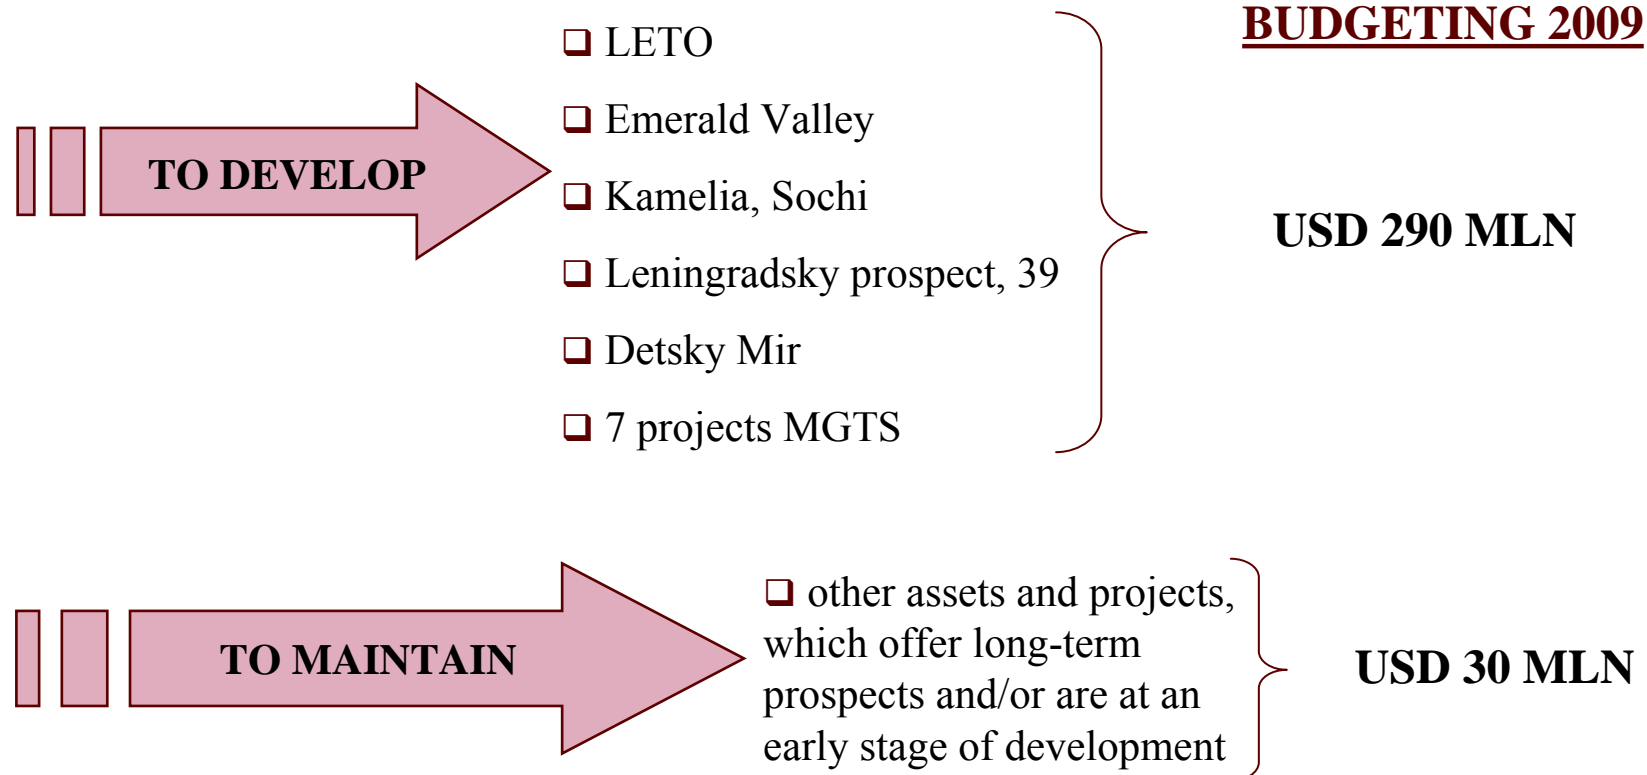 BUDGETING 2009
TO DEVELOP
❑ LETO
❑ Emerald Valley
❑ Kamelia, Sochi
❑ Leningradsky prospect, 39
❑ Detsky Mir
❑ 7 projects MGTS
USD 290 MLN
TO MAINTAIN
❑ other assets and projects,
which offer long-term
prospects and/or are at an
early stage of development
USD 30 MLN